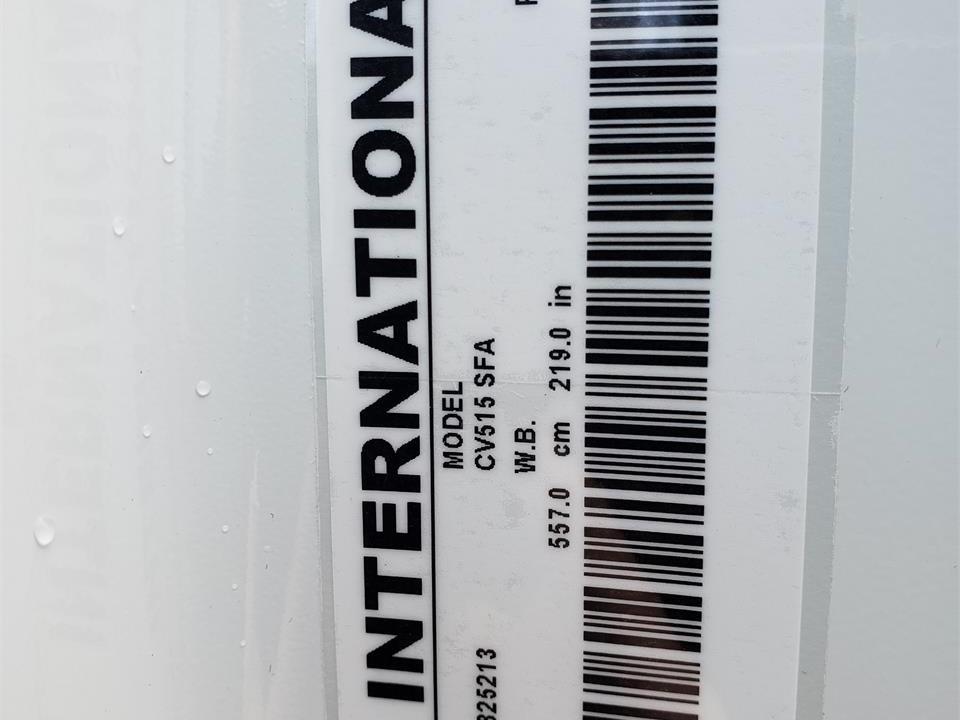 INTERNATIONA
MODEL
CV515 SFA
W.B.
557.0 cm 219.0 in
325213